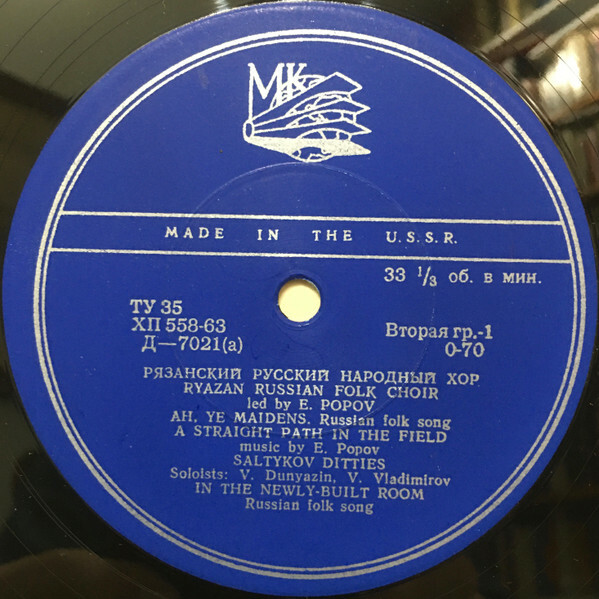 МК
MADE IN THE U.S.S.R.
33 ⅓ об. в мин.
ТУ 35
ХП 558-63
Д—7021(а)
Вторая гр.-1
0-70
РЯЗАНСКИЙ РУССКИЙ НАРОДНЫЙ ХОР
RYAZAN RUSSIAN FOLK CHOIR
led by E. POPOV
AH, YE MAIDENS. Russian folk song
A STRAIGHT PATH IN THE FIELD
music by E. Popov
SALTYKOV DITTIES
Soloists: V. Dunyazin, V. Vladimirov
IN THE NEWLY-BUILT ROOM
Russian folk song